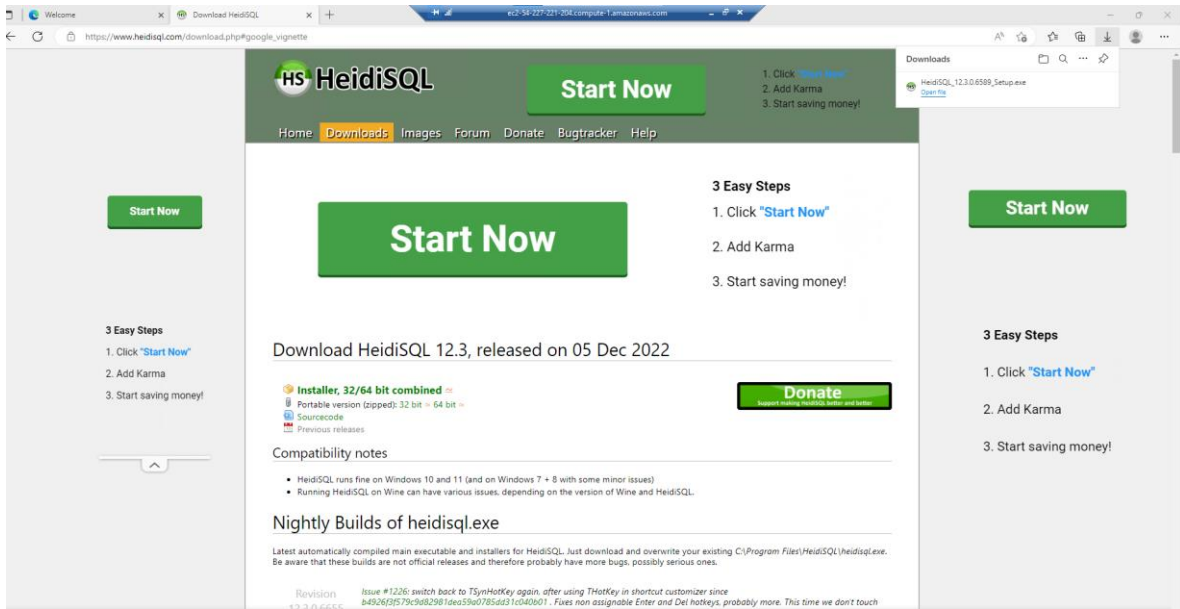 Welcome
Download HeidiSQL
ec2-54-227-221-204.compute-1.amazonaws.com
https://www.heidisql.com/download.php#google_vignette
Downloads
HeidiSQL_12.3.0.6589_Setup.exe
Open file
HS HeidiSQL
Start Now
1. Click "Start Now"
2. Add Karma
3. Start saving money!
Home Downloads Images Forum Donate Bugtracker Help
Start Now
3 Easy Steps
1. Click "Start Now"
2. Add Karma
3. Start saving money!
Start Now
3 Easy Steps
1. Click "Start Now"
2. Add Karma
3. Start saving money!
Start Now
3 Easy Steps
1. Click "Start Now"
2. Add Karma
3. Start saving money!
Download HeidiSQL 12.3, released on 05 Dec 2022
Installer, 32/64 bit combined
Portable version (zipped): 32 bit 64 bit
Sourcecode
Previous releases
Donate
Support making HeidiSQL better and better
Compatibility notes
HeidiSQL runs fine on Windows 10 and 11 (and on Windows 7 + 8 with some minor issues)
Running HeidiSQL on Wine can have various issues, depending on the version of Wine and HeidiSQL.
Nightly Builds of heidisql.exe
Latest automatically compiled main executable and installers for HeidiSQL. Just download and overwrite your existing C:\Program Files\HeidiSQL\heidisql.exe.
Be aware that these builds are not official releases and therefore probably have more bugs, possibly serious ones.
Revision
12.3.0.6655
Issue #1226: switch back to TSynHotKey again, after using THotKey in shortcut customizer since
b4926f3f579c9d82981dea59a0785dd31c040b01 . Fixes non assignable Enter and Del hotkeys, probably more. This time we don't touch